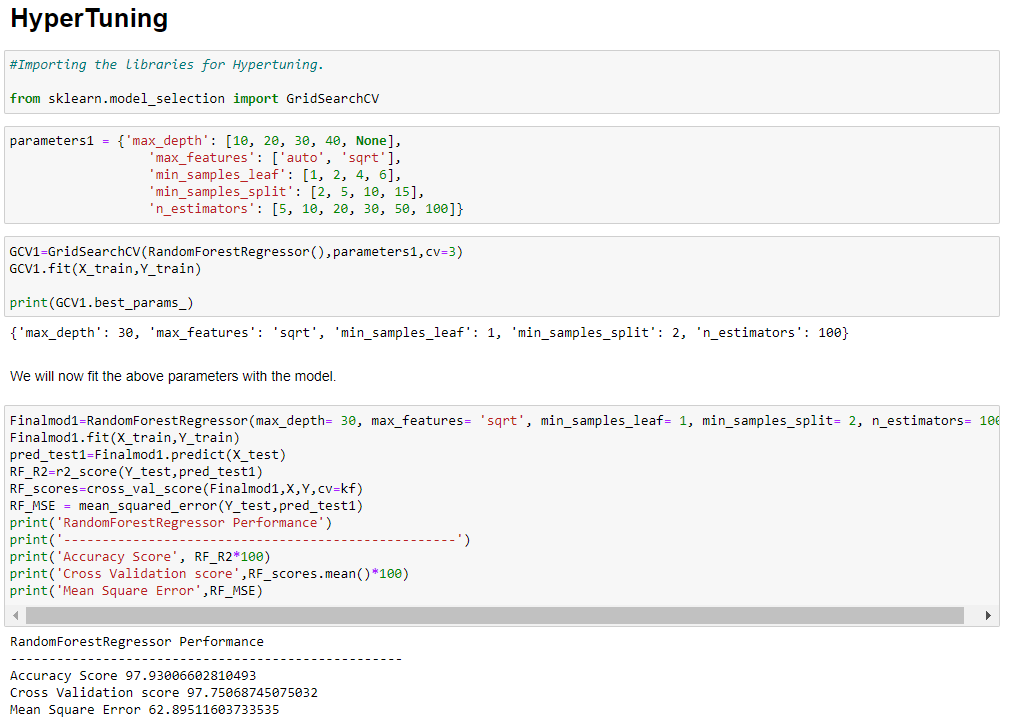 HyperTuning
#Importing the Libraries for Hypertuning.
from sklearn.model_selection import GridSearchCV
parameters1 = {'max_depth': [10, 20, 30, 40, None],
'max_features': ['auto', 'sqrt'],
'min_samples_leaf': [1, 2, 4, 6],
'min_samples_split': [2, 5, 10, 15],
'n_estimators': [5, 10, 20, 30, 50, 100]}
GCV1=GridSearchCV(RandomForestRegressor(),parameters1,cv=3)
GCV1.fit(X_train,Y_train)
print(GCV1.best_params_)
{'max_depth': 30, 'max_features': 'sqrt', 'min_samples_leaf': 1, 'min_samples_split': 2, 'n_estimators': 100}
We will now fit the above parameters with the model.
Finalmod1=RandomForestRegressor(max_depth= 30, max_features= 'sqrt', min_samples_leaf= 1, min_samples_split= 2, n_estimators= 100
Finalmod1.fit(X_train,Y_train)
pred_test1=Finalmod1.predict(X_test)
RF_R2=r2_score(Y_test,pred_test1)
RF_scores=cross_val_score(Finalmod1,X,Y,cv=kf)
RF_MSE = mean_squared_error(Y_test,pred_test1)
print('RandomForestRegressor Performance')
print('---------------------------------------------------')
print('Accuracy Score', RF_R2*100)
print('Cross Validation score',RF_scores.mean()*100)
print('Mean Square Error',RF_MSE)
RandomForestRegressor Performance
---------------------------------------------------
Accuracy Score 97.93006602810493
Cross Validation score 97.75068745075032
Mean Square Error 62.89511603733535